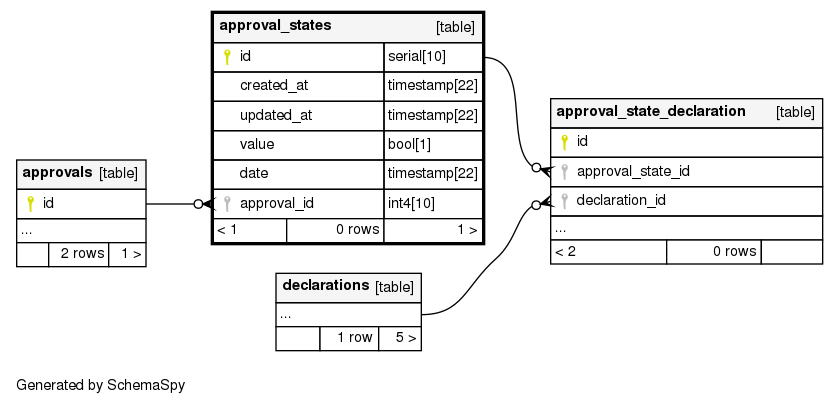 approval_states [table]
id serial[10]
created_at timestamp[22]
updated_at timestamp[22]
value bool[1]
date timestamp[22]
approval_id int4[10]
< 1 0 rows 1 >
approvals [table]
id
...
2 rows 1 >
approval_state_declaration [table]
id
approval_state_id
declaration_id
...
< 2 0 rows
declarations [table]
...
1 row 5 >
Generated by SchemaSpy